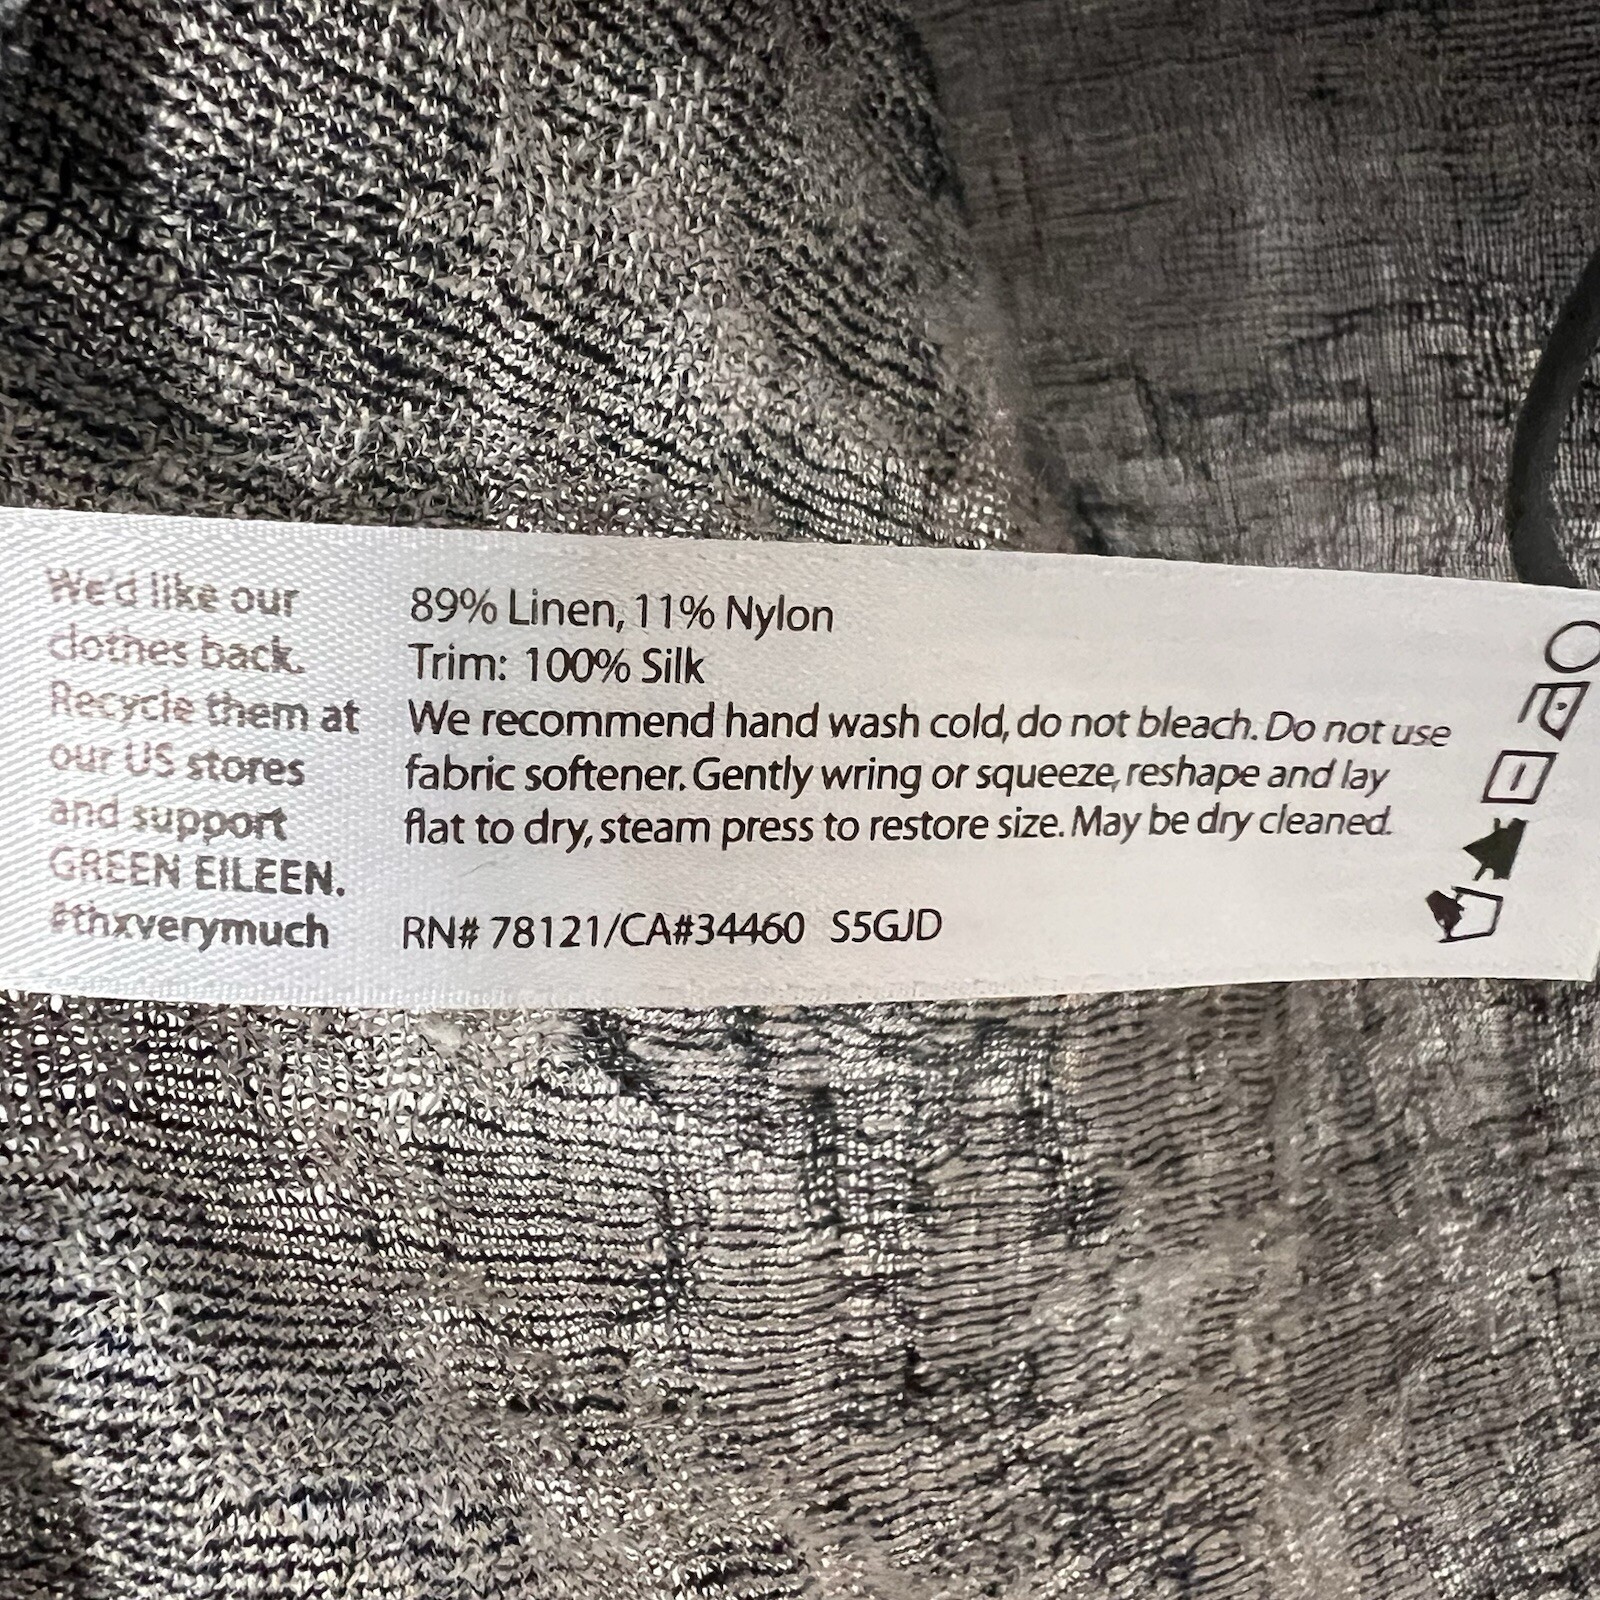 We'd like our
clothes back.
Recycle them at
our US stores
and support
GREEN EILEEN.
#thxverymuch
89% Linen, 11% Nylon
Trim: 100% Silk
We recommend hand wash cold, do not bleach. Do not use
fabric softener. Gently wring or squeeze, reshape and lay
flat to dry, steam press to restore size. May be dry cleaned.
RN# 78121/CA#34460 S5GJD